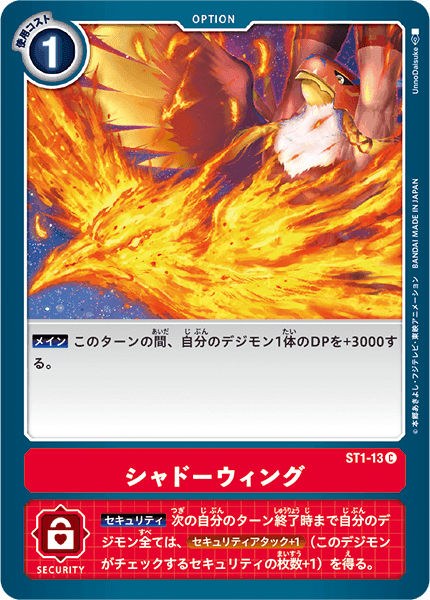 OPTION
使用コスト
1
UnnoDaisuke
© 本郷あきよし・フジテレビ・東映アニメーション BANDAI MADE IN JAPAN
メイン このターンの間、自分のデジモン1体のDPを+3000す
る。
ST1-13 C
シャドーウィング
セキュリティ 次の自分のターン終了時まで自分のデ
ジモン全ては、セキュリティアタック+1(このデジモン
がチェックするセキュリティの枚数+1)を得る。
SECURITY